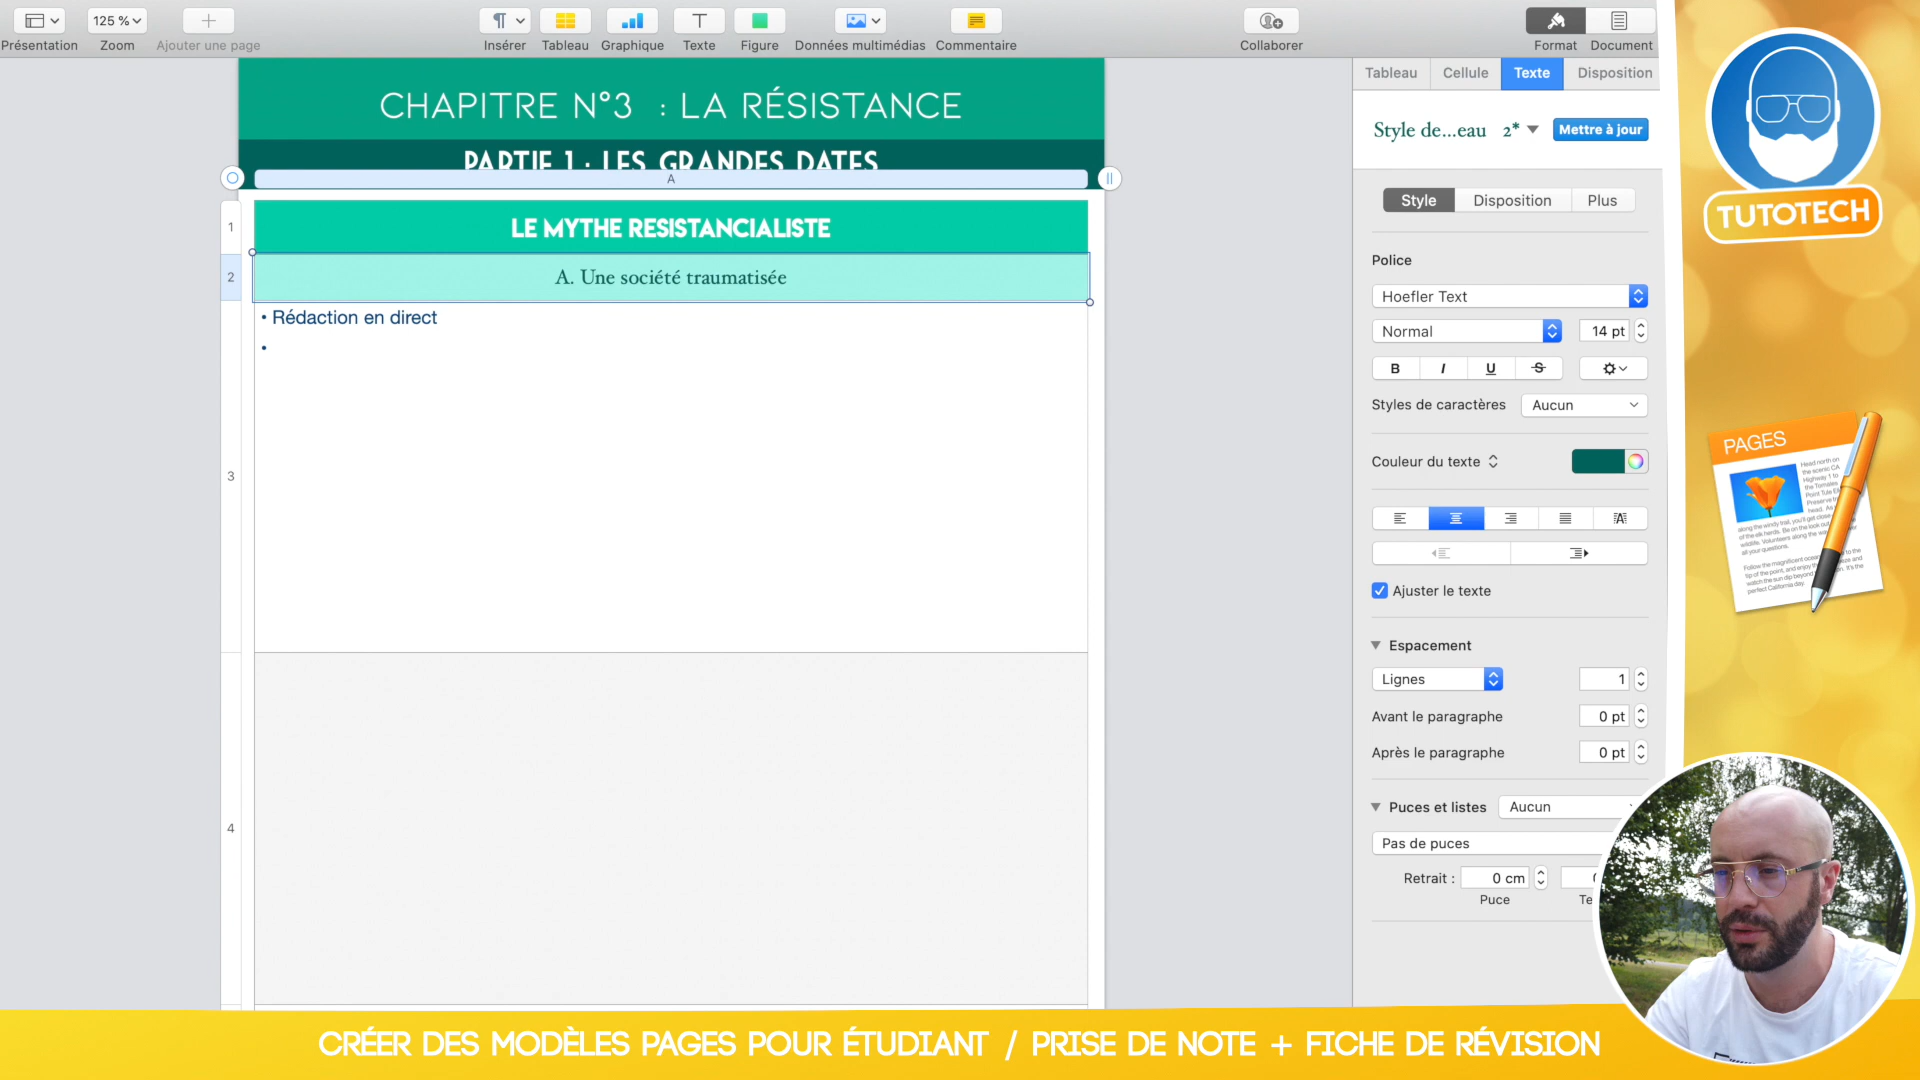 125 %
Présentation Zoom Ajouter une page Insérer Tableau Graphique Texte Figure Données multimédias Commentaire Collaborer Format Document
Tableau Cellule Texte Disposition
CHAPITRE N°3 : LA RÉSISTANCE
PARTIE 1 : LES GRANDES DATES
A
Style de...eau 2* Mettre à jour
Style Disposition Plus
1 LE MYTHE RESISTANCIALISTE
2 A. Une société traumatisée
• Rédaction en direct
•
3
4
Police
Hoefler Text
Normal 14 pt
B I U S
Styles de caractères Aucun
Couleur du texte
Ajuster le texte
Espacement
Lignes 1
Avant le paragraphe 0 pt
Après le paragraphe 0 pt
Puces et listes Aucun
Pas de puces
Retrait : 0 cm
Puce
TUTOTECH
PAGES
CRÉER DES MODÈLES PAGES POUR ÉTUDIANT / PRISE DE NOTE + FICHE DE RÉVISION